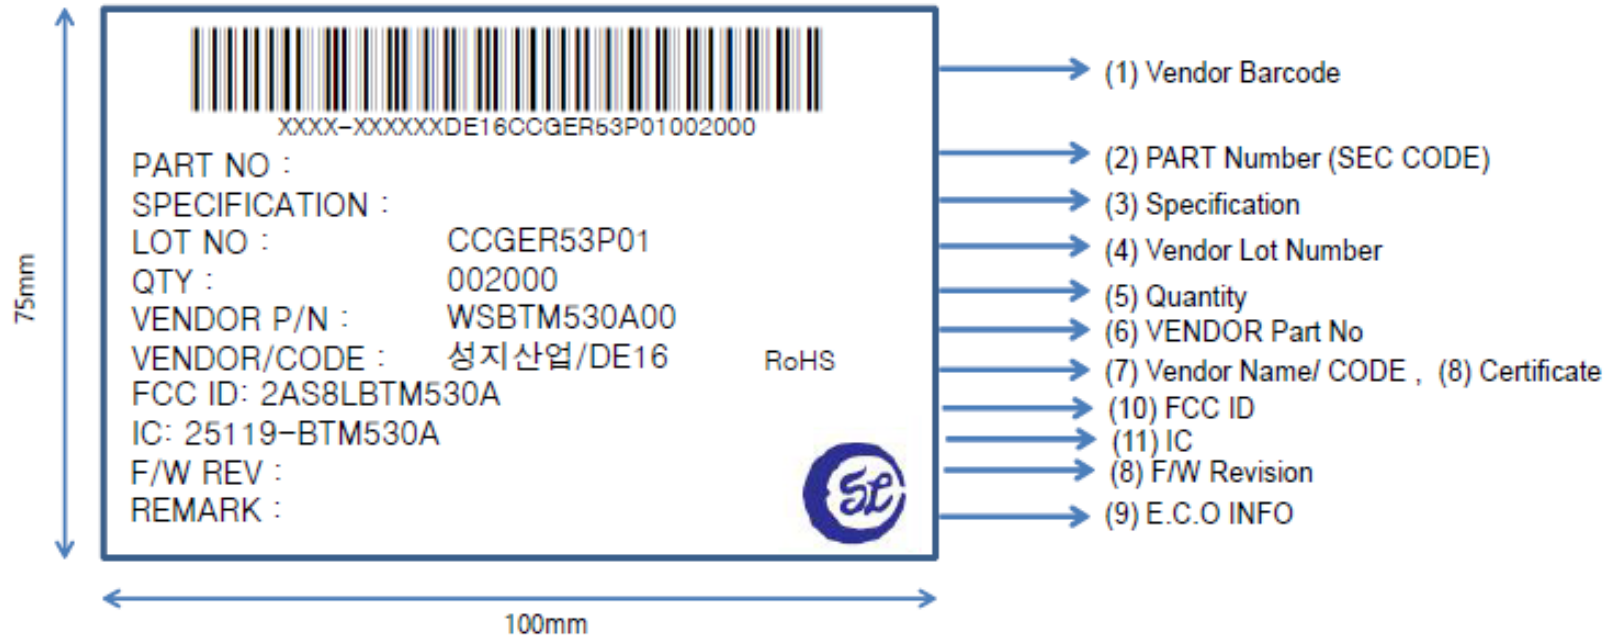 XXXX-XXXXXXDE16CCGER53P01002000
PART NO :
SPECIFICATION :
LOT NO : CCGER53P01
QTY : 002000
VENDOR P/N : WSBTM530A00
VENDOR/CODE : 성지산업/DE16 RoHS
FCC ID: 2AS8LBTM530A
IC: 25119-BTM530A
F/W REV :
REMARK :
SL
75mm
100mm
(1) Vendor Barcode
(2) PART Number (SEC CODE)
(3) Specification
(4) Vendor Lot Number
(5) Quantity
(6) VENDOR Part No
(7) Vendor Name/ CODE , (8) Certificate
(10) FCC ID
(11) IC
(8) F/W Revision
(9) E.C.O INFO